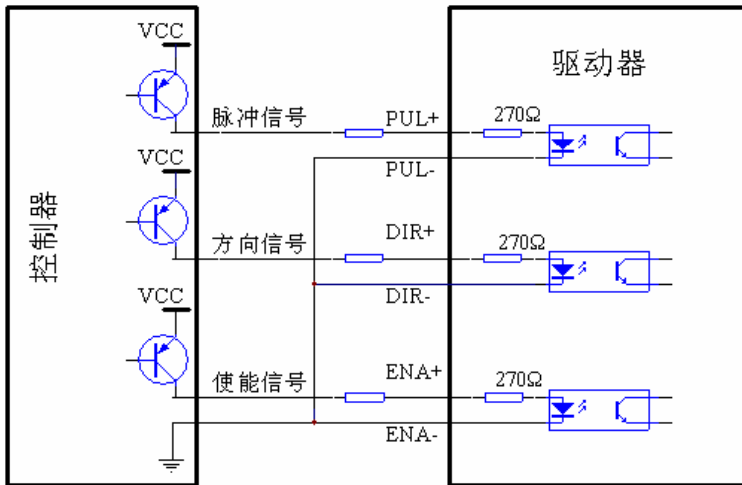 VCC
驱动器
脉冲信号
PUL+
270Ω
PUL-
VCC
控制器
方向信号
DIR+
270Ω
DIR-
VCC
使能信号
ENA+
270Ω
ENA-